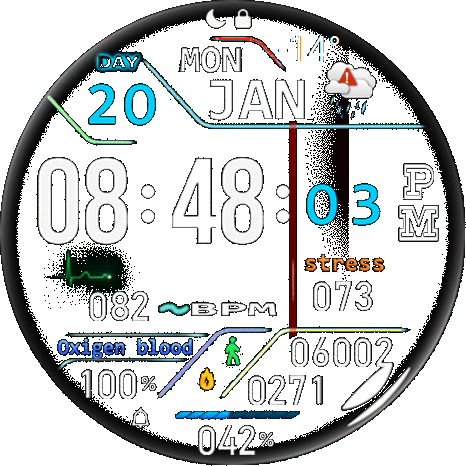 MON -14°
DAY
20 JAN
08:48:03 PM
stress
073
082 BPM
Oxigen blood
06002
100%
0271
042%